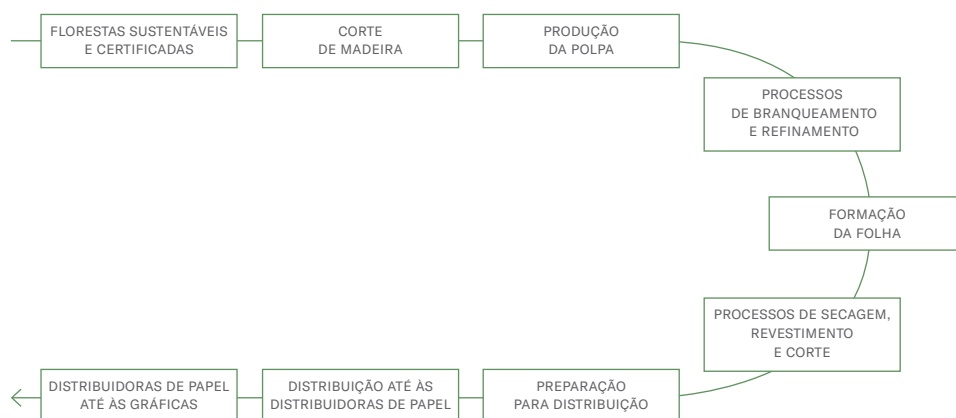 FLORESTAS SUSTENTÁVEIS
E CERTIFICADAS
CORTE
DE MADEIRA
PRODUÇÃO
DA POLPA
PROCESSOS
DE BRANQUEAMENTO
E REFINAMENTO
FORMAÇÃO
DA FOLHA
PROCESSOS DE SECAGEM,
REVESTIMENTO
E CORTE
PREPARAÇÃO
PARA DISTRIBUIÇÃO
DISTRIBUIÇÃO ATÉ ÀS
DISTRIBUIDORAS DE PAPEL
DISTRIBUIDORAS DE PAPEL
ATÉ ÀS GRÁFICAS